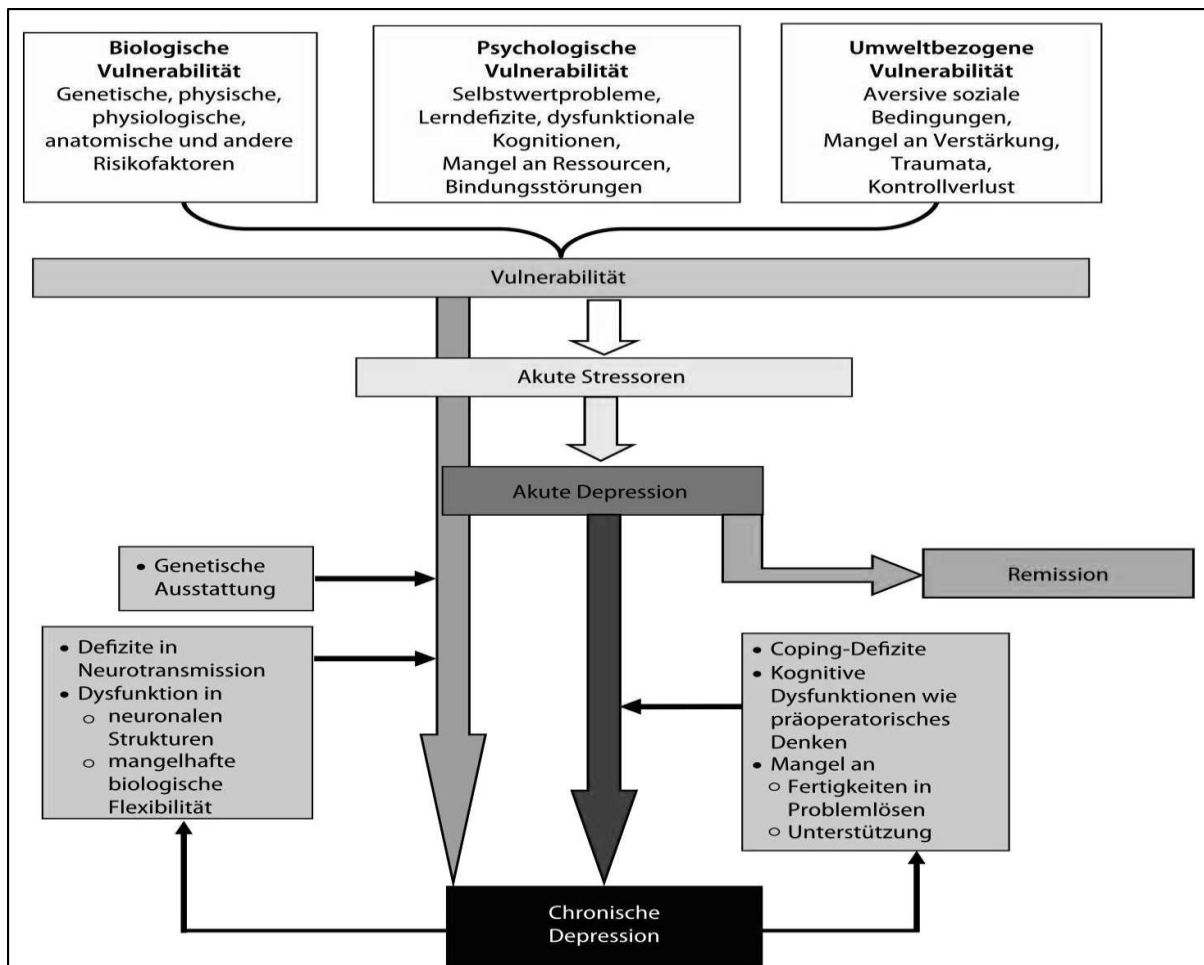 Biologische
Vulnerabilität
Genetische, physische,
physiologische,
anatomische und andere
Risikofaktoren
Psychologische
Vulnerabilität
Selbstwertprobleme,
Lerndefizite, dysfunktionale
Kognitionen,
Mangel an Ressourcen,
Bindungsstörungen
Umweltbezogene
Vulnerabilität
Aversive soziale
Bedingungen,
Mangel an Verstärkung,
Traumata,
Kontrollverlust
Vulnerabilität
Akute Stressoren
Akute Depression
• Genetische
Ausstattung
Remission
• Defizite in
Neurotransmission
• Dysfunktion in
o neuronalen
Strukturen
o mangelhafte
biologische
Flexibilität
• Coping-Defizite
• Kognitive
Dysfunktionen wie
präoperatorisches
Denken
• Mangel an
o Fertigkeiten in
Problemlösen
o Unterstützung
Chronische
Depression